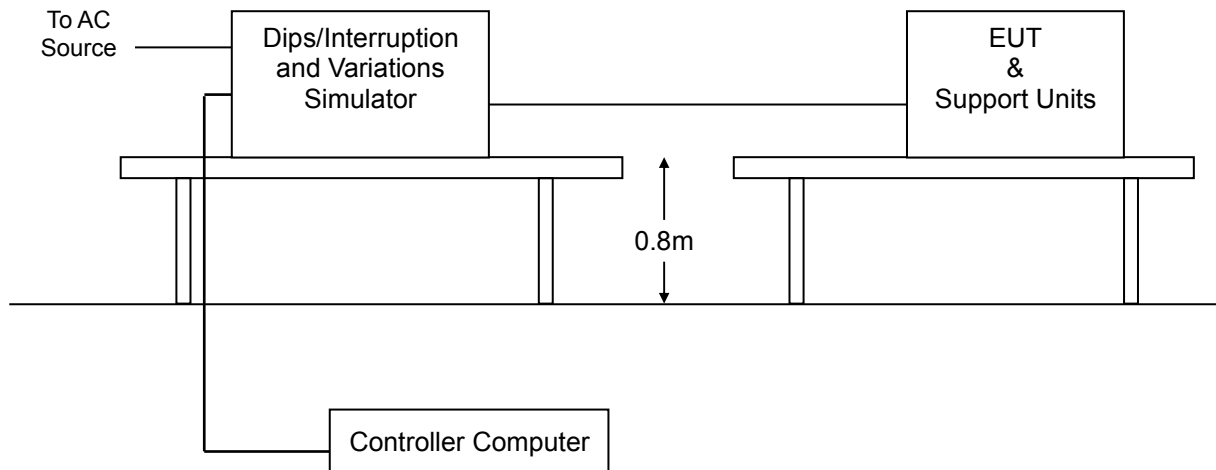 To AC
Source
Dips/Interruption
and Variations
Simulator
EUT
&
Support Units
0.8m
Controller Computer